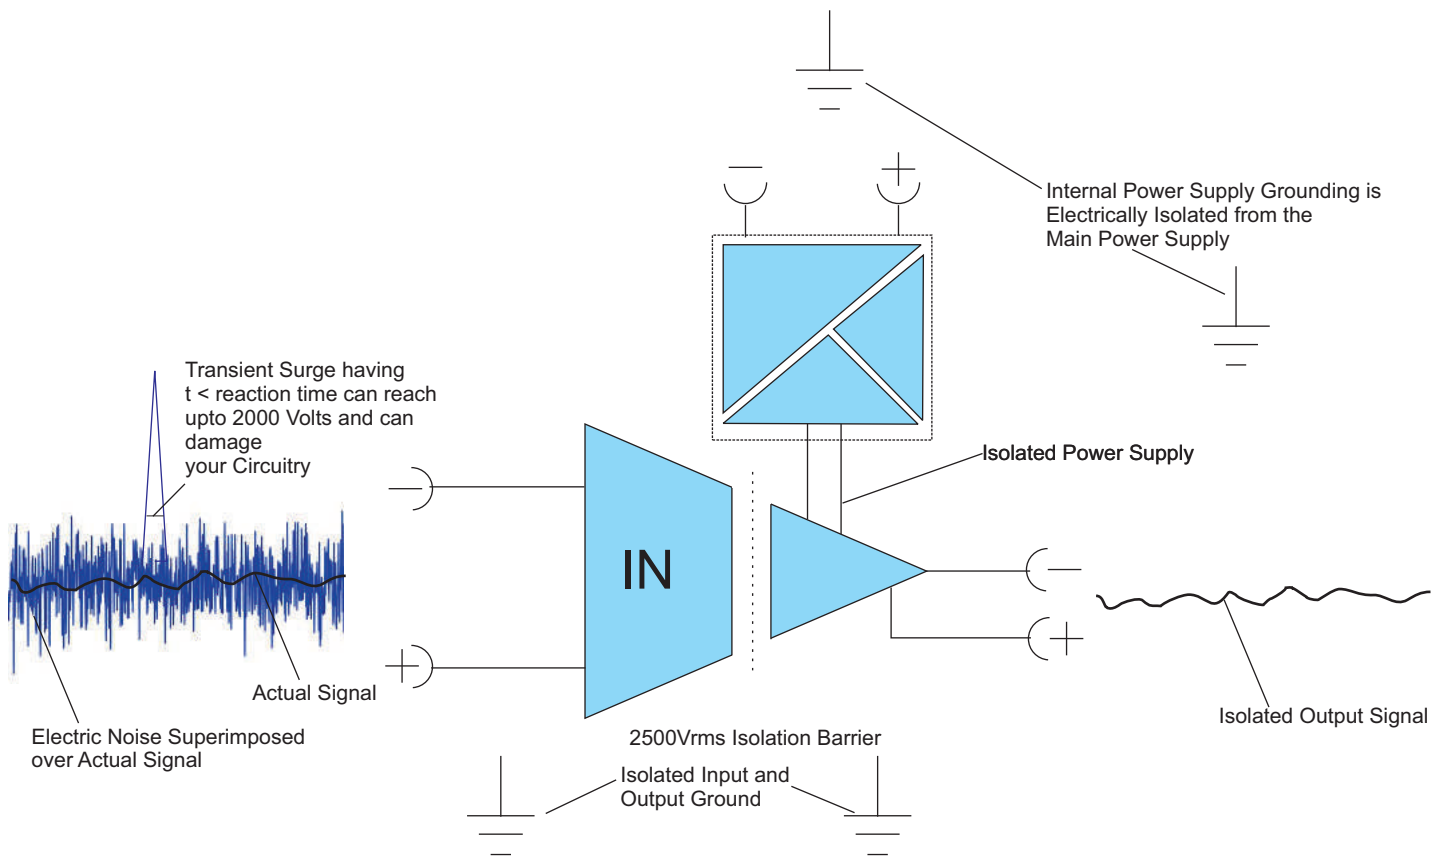 Internal Power Supply Grounding is
Electrically Isolated from the
Main Power Supply
Transient Surge having
t < reaction time can reach
upto 2000 Volts and can
damage
your Circuitry
Isolated Power Supply
IN
Actual Signal
Electric Noise Superimposed
over Actual Signal
Isolated Output Signal
2500Vrms Isolation Barrier
Isolated Input and
Output Ground